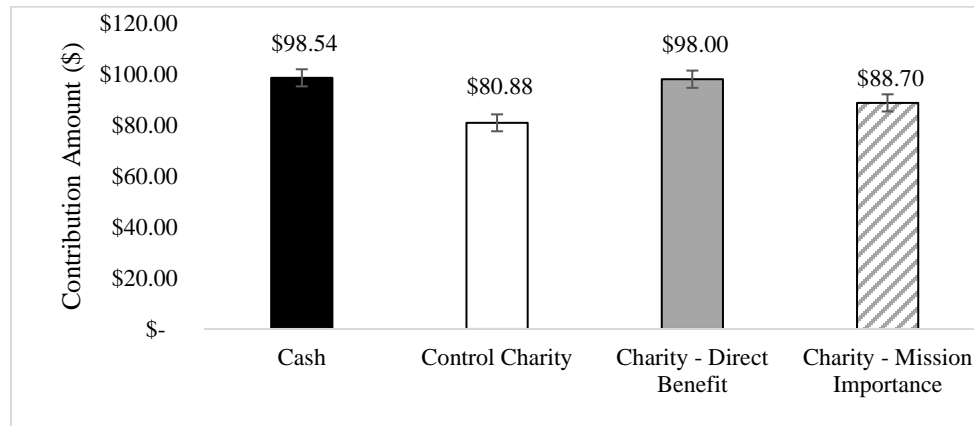 Contribution Amount ($)
$120.00
$100.00
$80.00
$60.00
$40.00
$20.00
$-
$98.54
$80.88
$98.00
$88.70
Cash
Control Charity
Charity - Direct
Benefit
Charity - Mission
Importance